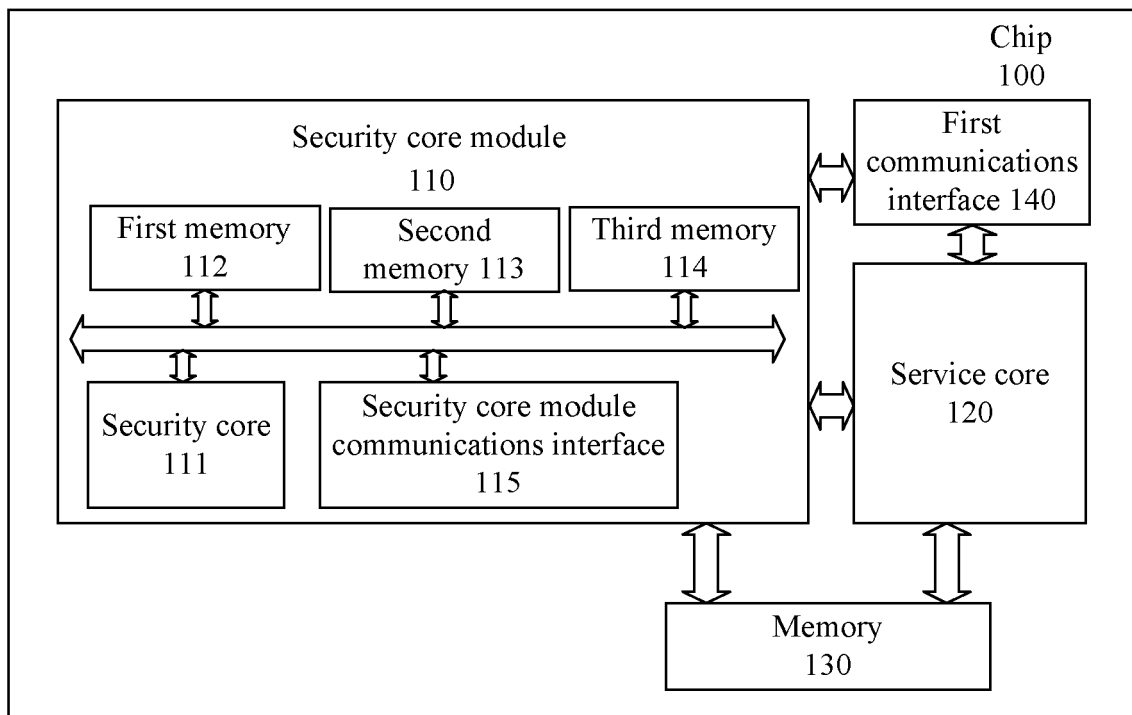 Chip
100
Security core module
110
First
communications
interface 140
First memory
112
Second
memory 113
Third memory
114
Service core
120
Security core
111
Security core module
communications interface
115
Memory
130